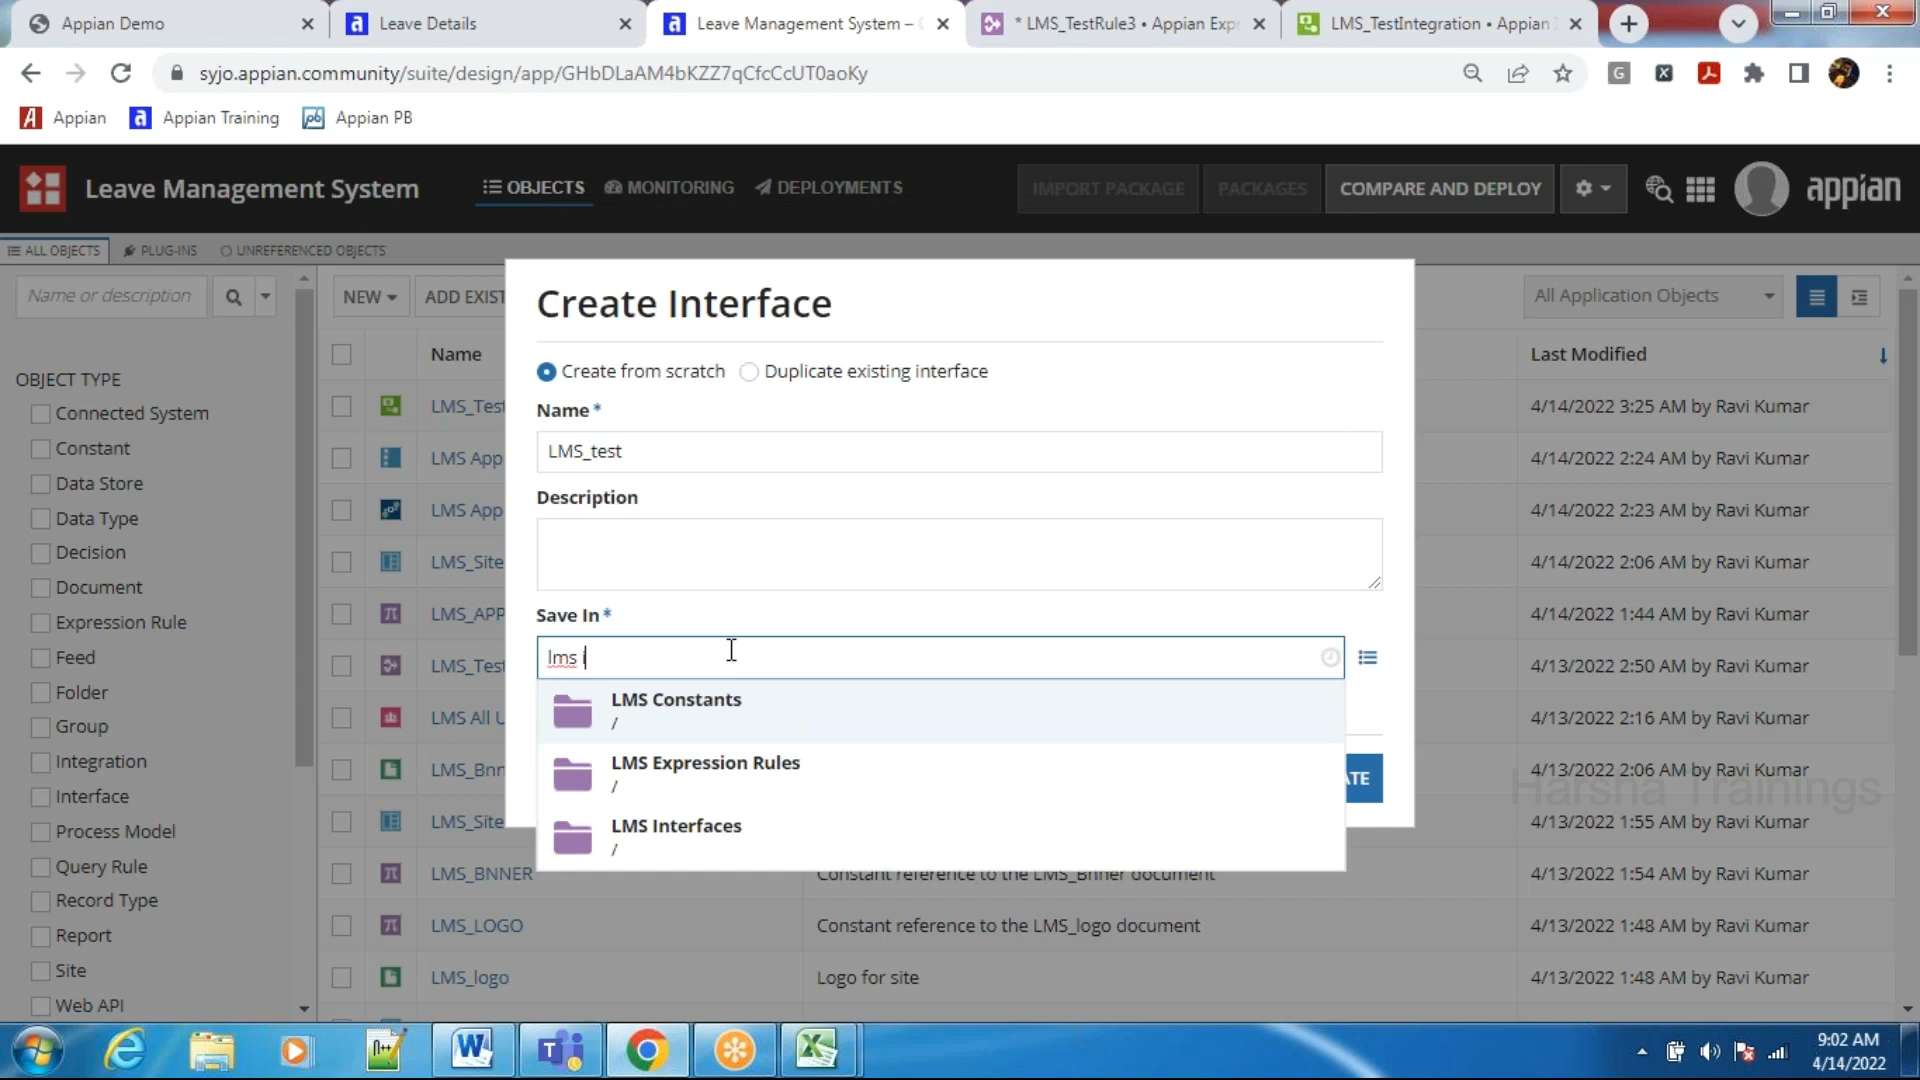 Appian Demo
Leave Details
Leave Management System –
* LMS_TestRule3 • Appian Exp
LMS_TestIntegration • Appian
syjo.appian.community/suite/design/app/GHbDLaAM4bKZZ7qCfcCcUT0aoKy
Appian
Appian Training
Appian PB
Leave Management System
OBJECTS
MONITORING
DEPLOYMENTS
IMPORT PACKAGE
PACKAGES
COMPARE AND DEPLOY
appian
ALL OBJECTS
PLUG-INS
UNREFERENCED OBJECTS
Name or description
NEW
ADD EXIST
All Application Objects
OBJECT TYPE
Connected System
Constant
Data Store
Data Type
Decision
Document
Expression Rule
Feed
Folder
Group
Integration
Interface
Process Model
Query Rule
Record Type
Report
Site
Web API
Name
Last Modified
LMS_Test
4/14/2022 3:25 AM by Ravi Kumar
LMS App
4/14/2022 2:24 AM by Ravi Kumar
LMS App
4/14/2022 2:23 AM by Ravi Kumar
LMS_Site
4/14/2022 2:06 AM by Ravi Kumar
LMS_APP
4/14/2022 1:44 AM by Ravi Kumar
LMS_Test
4/13/2022 2:50 AM by Ravi Kumar
LMS All U
4/13/2022 2:16 AM by Ravi Kumar
LMS_Bnn
4/13/2022 2:06 AM by Ravi Kumar
LMS_Site
4/13/2022 1:55 AM by Ravi Kumar
LMS_BNNER
Constant reference to the LMS_Bnner document
4/13/2022 1:54 AM by Ravi Kumar
LMS_LOGO
Constant reference to the LMS_logo document
4/13/2022 1:48 AM by Ravi Kumar
LMS_logo
Logo for site
4/13/2022 1:48 AM by Ravi Kumar
Create Interface
Create from scratch
Duplicate existing interface
Name *
LMS_test
Description
Save In *
lms i
LMS Constants
/
LMS Expression Rules
/
LMS Interfaces
/
ATE
Harsha Trainings
9:02 AM
4/14/2022